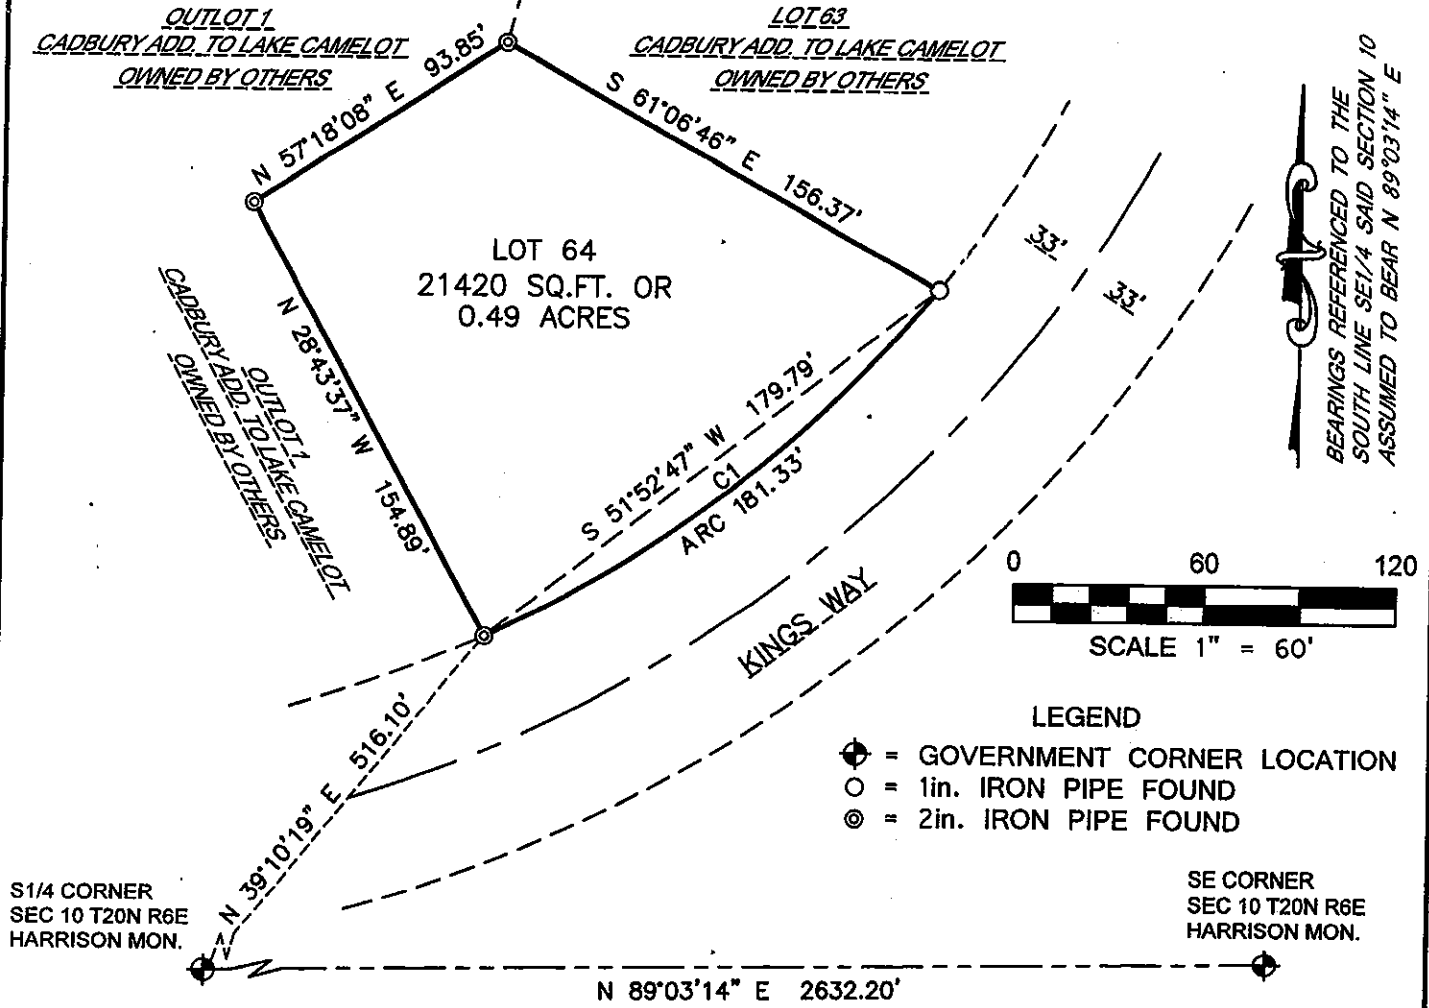 OUTLOT 1
CADBURY ADD. TO LAKE CAMELOT
OWNED BY OTHERS
LOT 63
CADBURY ADD. TO LAKE CAMELOT
OWNED BY OTHERS
N 57°18'08" E 93.85'
S 61°06'46" E 156.37'
LOT 64
21420 SQ.FT. OR
0.49 ACRES
N 28°43'37" W 154.89'
OUTLOT 1
CADBURY ADD. TO LAKE CAMELOT
OWNED BY OTHERS
S 51°52'47" W 179.79'
C1
ARC 181.33'
33'
33'
KINGS WAY
BEARINGS REFERENCED TO THE
SOUTH LINE SE1/4 SAID SECTION 10
ASSUMED TO BEAR N 89°03'14" E
0 60 120
SCALE 1" = 60'
LEGEND
= GOVERNMENT CORNER LOCATION
= 1in. IRON PIPE FOUND
= 2in. IRON PIPE FOUND
N 39°10'19" E 516.10'
S1/4 CORNER
SEC 10 T20N R6E
HARRISON MON.
SE CORNER
SEC 10 T20N R6E
HARRISON MON.
N 89°03'14" E 2632.20'